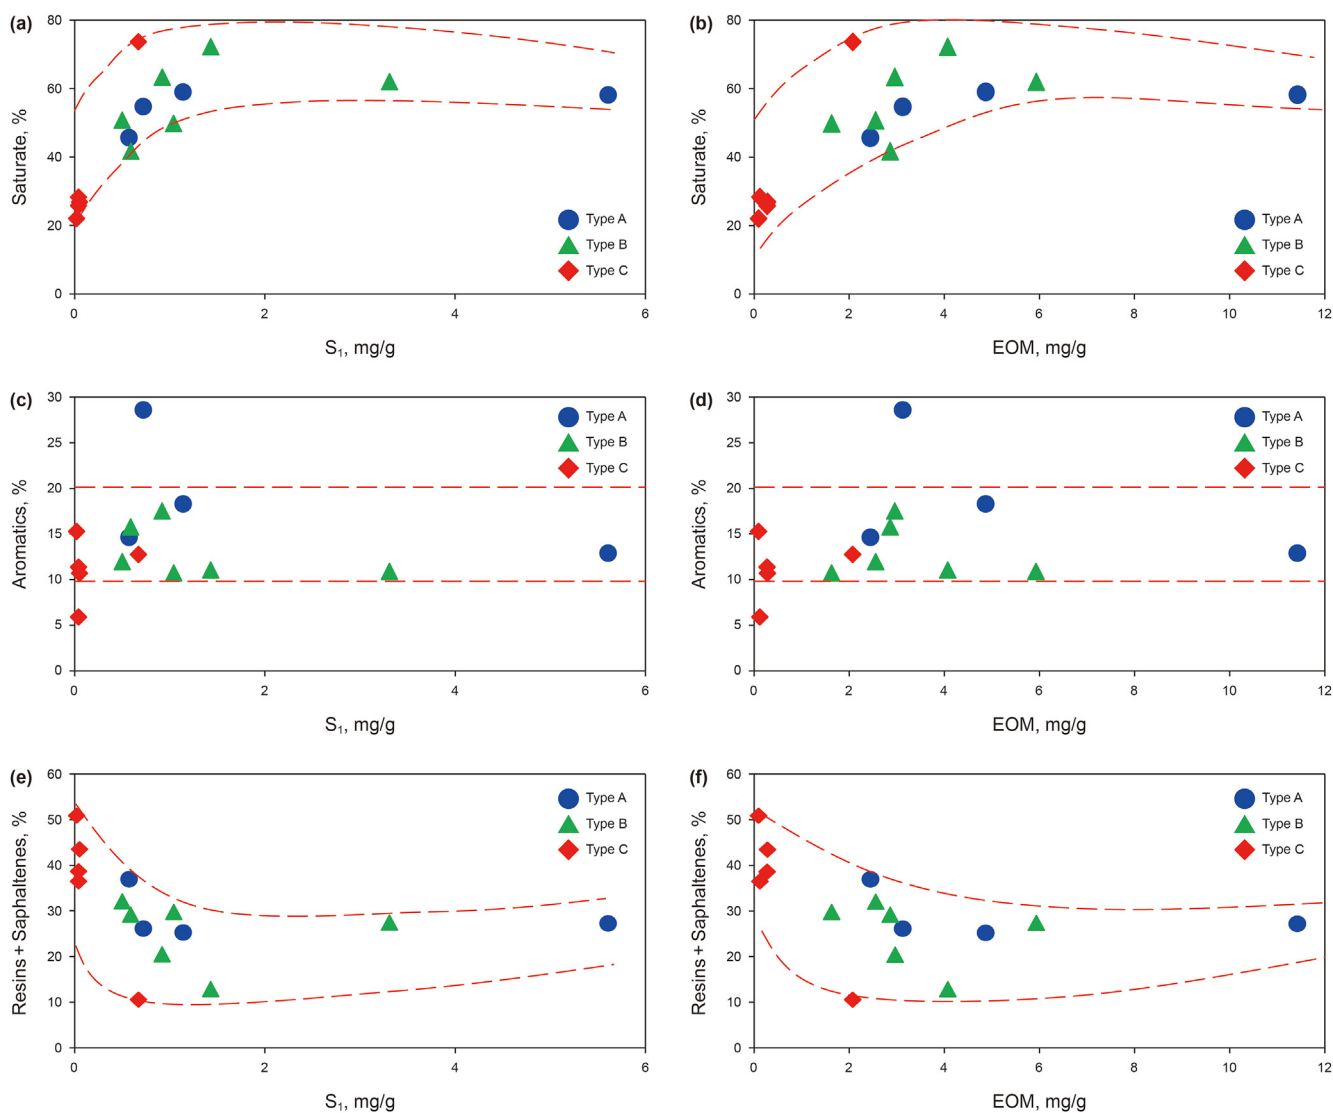 (a)
80
60
40
20
0
Saturate, %
Type A
Type B
Type C
0 2 4 6
S₁, mg/g
(b)
80
60
40
20
0
Saturate, %
Type A
Type B
Type C
0 2 4 6 8 10 12
EOM, mg/g
(c)
30
25
20
15
10
5
0
Aromatics, %
Type A
Type B
Type C
0 2 4 6
S₁, mg/g
(d)
30
25
20
15
10
5
0
Aromatics, %
Type A
Type B
Type C
0 2 4 6 8 10 12
EOM, mg/g
(e)
60
50
40
30
20
10
0
Resins + Saphaltenes, %
Type A
Type B
Type C
0 2 4 6
S₁, mg/g
(f)
60
50
40
30
20
10
0
Resins + Saphaltenes, %
Type A
Type B
Type C
0 2 4 6 8 10 12
EOM, mg/g